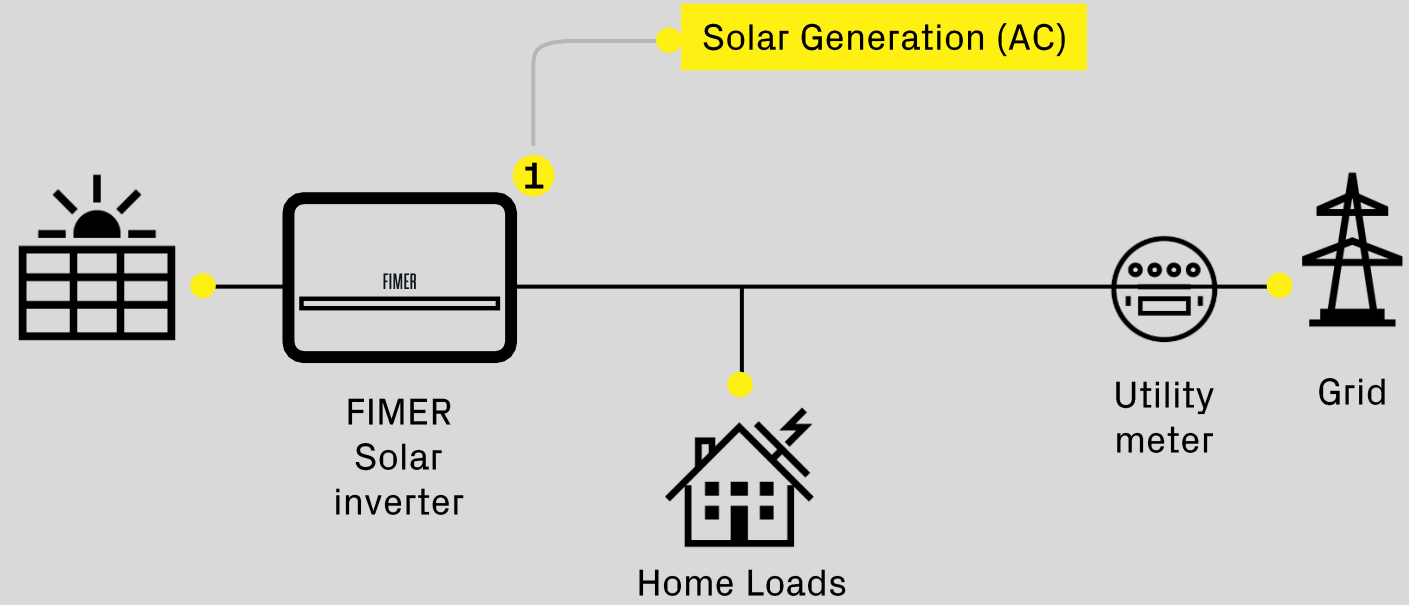 Solar Generation (AC)
1
FIMER
FIMER
Solar
inverter
Home Loads
Utility
meter
Grid